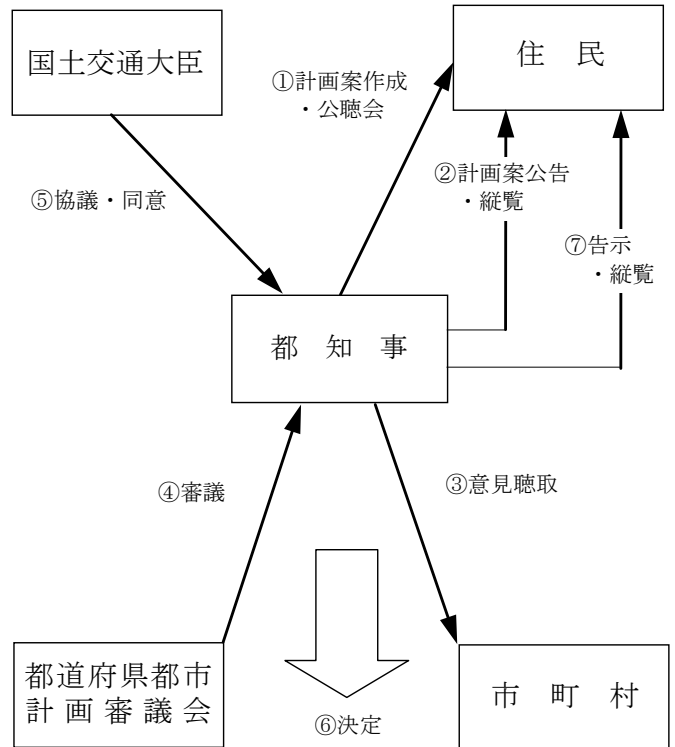 国土交通大臣
住　民
①計画案作成
・公聴会
②計画案公告
・縦覧
⑤協議・同意
⑦告示
・縦覧
都　知　事
④審議
③意見聴取
都道府県都市
計画審議会
市　町　村
⑥決定